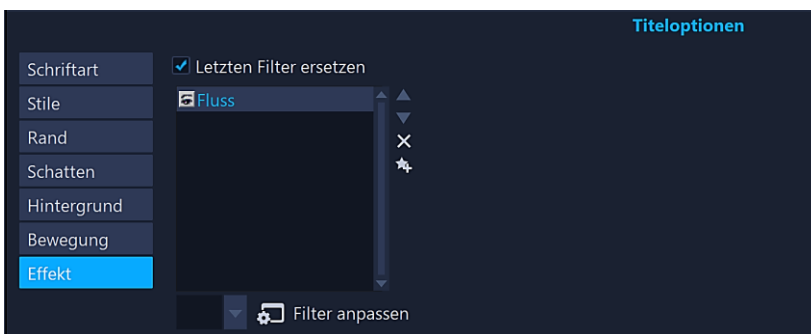 Titeloptionen
Schriftart
Letzten Filter ersetzen
Stile
Fluss
Rand
Schatten
Hintergrund
Bewegung
Effekt
Filter anpassen